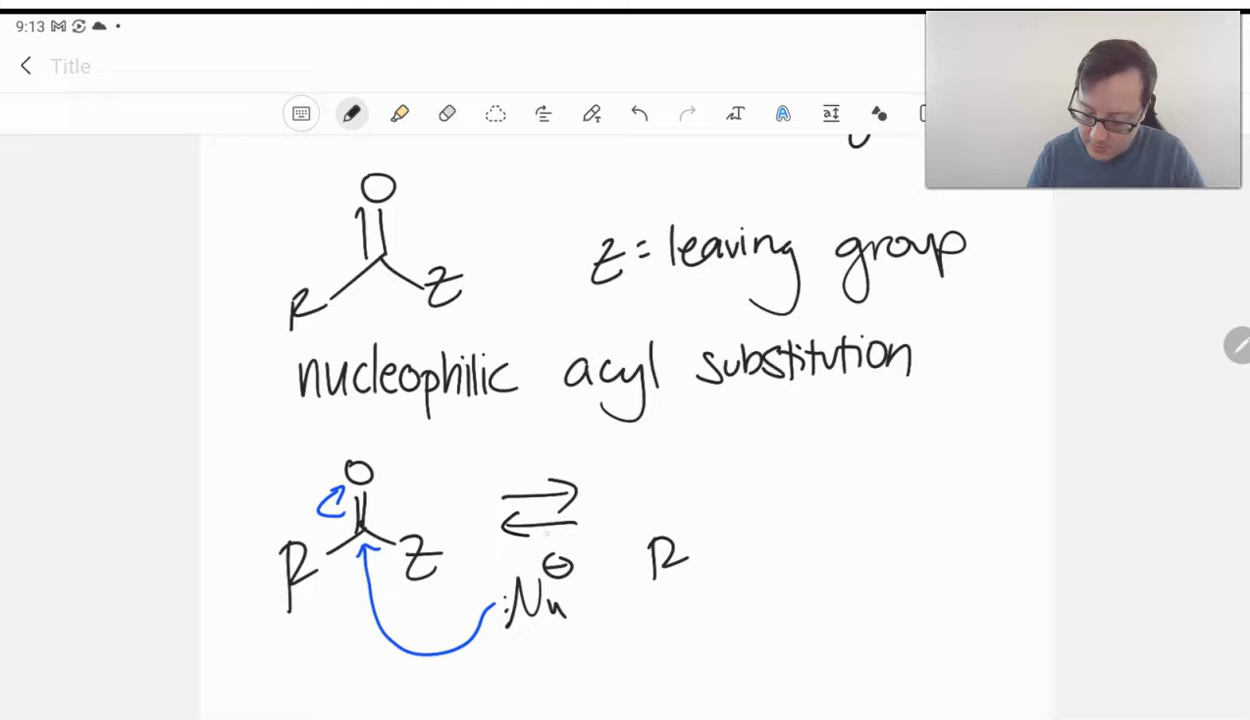 9:13
Title
O
R Z
Z = leaving group
nucleophilic acyl substitution
O
R Z
⊖
:Nu
R